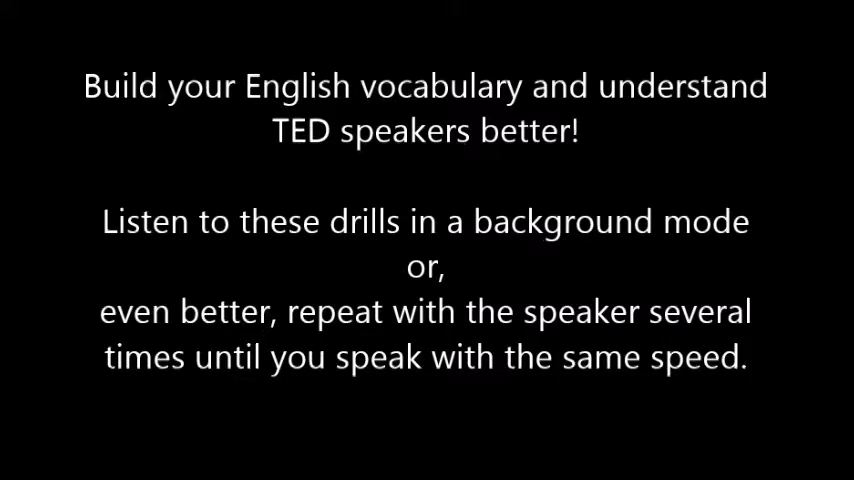 Build your English vocabulary and understand
TED speakers better!
Listen to these drills in a background mode
or,
even better, repeat with the speaker several
times until you speak with the same speed.